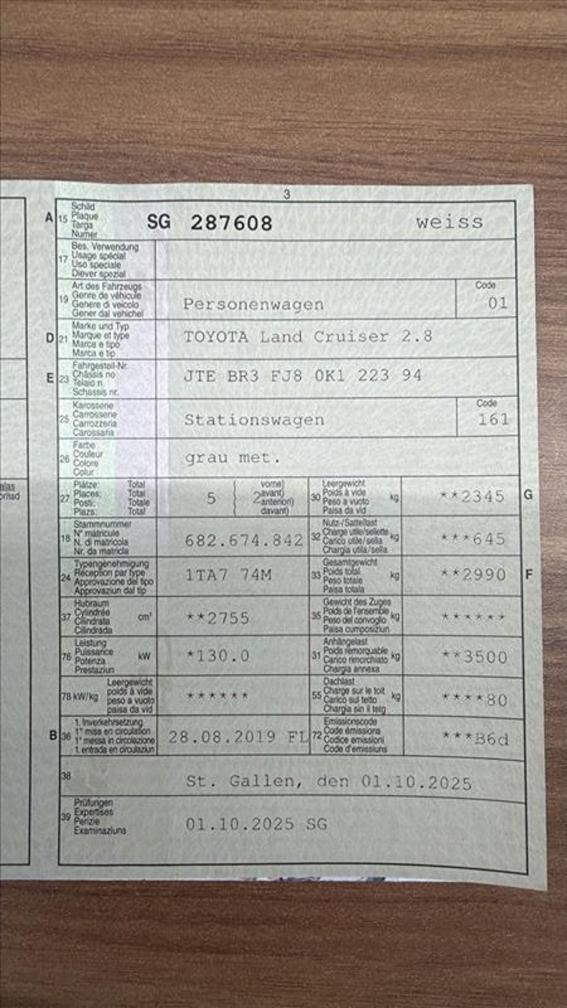 3
A 15 Schild Plaque Targa Numer SG 287608 weiss
17 Bes. Verwendung Usage spécial Uso speciale Diever spezial
19 Art des Fahrzeugs Genre de véhicule Genere di veicolo Gener dal vehichel Personenwagen Code 01
D 21 Marke und Typ Marque et type Marca e tipo Marca e tip TOYOTA Land Cruiser 2.8
E 23 Fahrgestell-Nr. Châssis no Telaio n. Schassis nr. JTE BR3 FJ8 0K1 223 94
25 Karosserie Carrosserie Carrozzeria Carossaria Stationswagen Code 161
26 Farbe Couleur Colore Colur grau met.
27 Plätze: Total Places: Total Posti: Totale Plazs: Total 5 ( vorne) 2 avant) anteriori) davant) 30 Leergewicht Poids à vide Peso a vuoto Paisa da vid kg **2345 G
18 Stammnummer N° matricule N. di matricola Nr. da matricla 682.674.842 32 Nutz-/Sattellast Charge utile/sellette Carico utile/sella Chargia utila/sella kg ***645
24 Typengenehmigung Réception par type Approvazione del tipo Approvaziun dal tip 1TA7 74M 33 Gesamtgewicht Poids total Peso totale Paisa totala kg **2990 F
37 Hubraum Cylindrée Cilindrata Cilindrada cm³ **2755 35 Gewicht des Zuges Poids de l'ensemble Peso del convoglio Paisa cumposiziun kg ******
76 Leistung Puissance Potenza Prestaziun kW *130.0 31 Anhängelast Poids remorquable Carico rimorchiato Chargia annexa kg **3500
78 kW/kg Leergewicht poids à vide peso a vuoto paisa da vid ****** 55 Dachlast Charge sur le toit Carico sul tetto Chargia sin il tetg kg ****80
B 36 1. Inverkehrsetzung 1re mise en circulation 1a messa in circolazione 1. entrada en circulaziun 28.08.2019 FL 72 Emissionscode Code émissions Codice emissioni Code d'emissiuns ***B6d
38 St. Gallen, den 01.10.2025
39 Prüfungen Expertises Perizie Examinaziuns 01.10.2025 SG